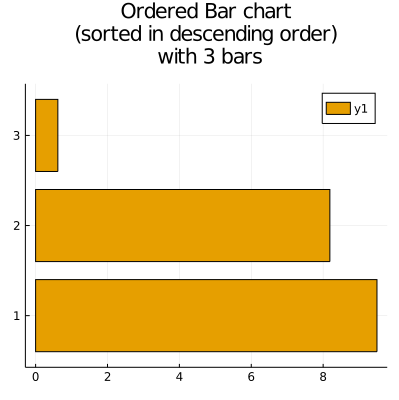 Ordered Bar chart
(sorted in descending order)
with 3 bars
y1
3
2
1
0 2 4 6 8